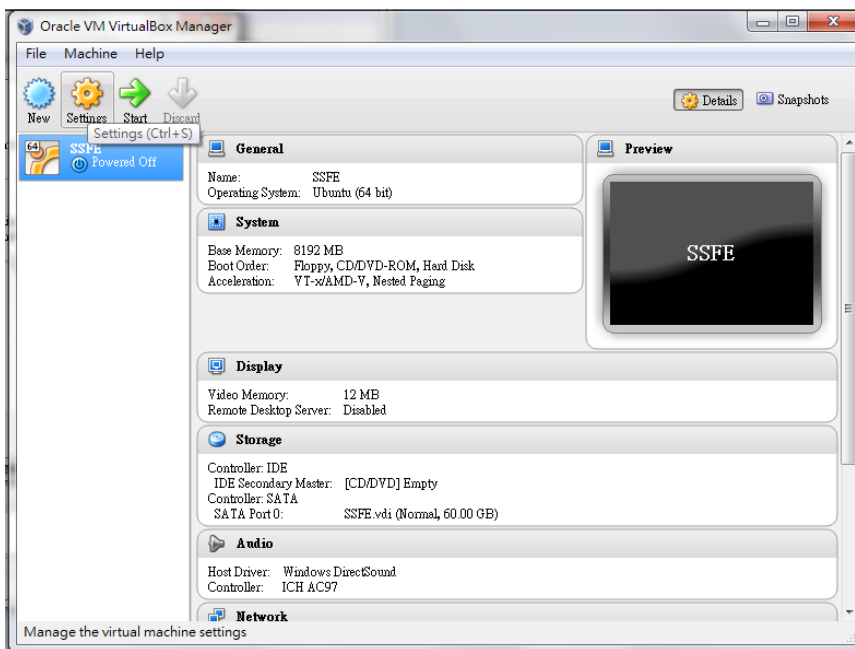 Oracle VM VirtualBox Manager
File Machine Help
New Settings Start Discard
Settings (Ctrl+S)
Details Snapshots
64 SSFE
Powered Off
General
Name: SSFE
Operating System: Ubuntu (64 bit)
System
Base Memory: 8192 MB
Boot Order: Floppy, CD/DVD-ROM, Hard Disk
Acceleration: VT-x/AMD-V, Nested Paging
Preview
SSFE
Display
Video Memory: 12 MB
Remote Desktop Server: Disabled
Storage
Controller: IDE
IDE Secondary Master: [CD/DVD] Empty
Controller: SATA
SATA Port 0: SSFE.vdi (Normal, 60.00 GB)
Audio
Host Driver: Windows DirectSound
Controller: ICH AC97
Network
Manage the virtual machine settings